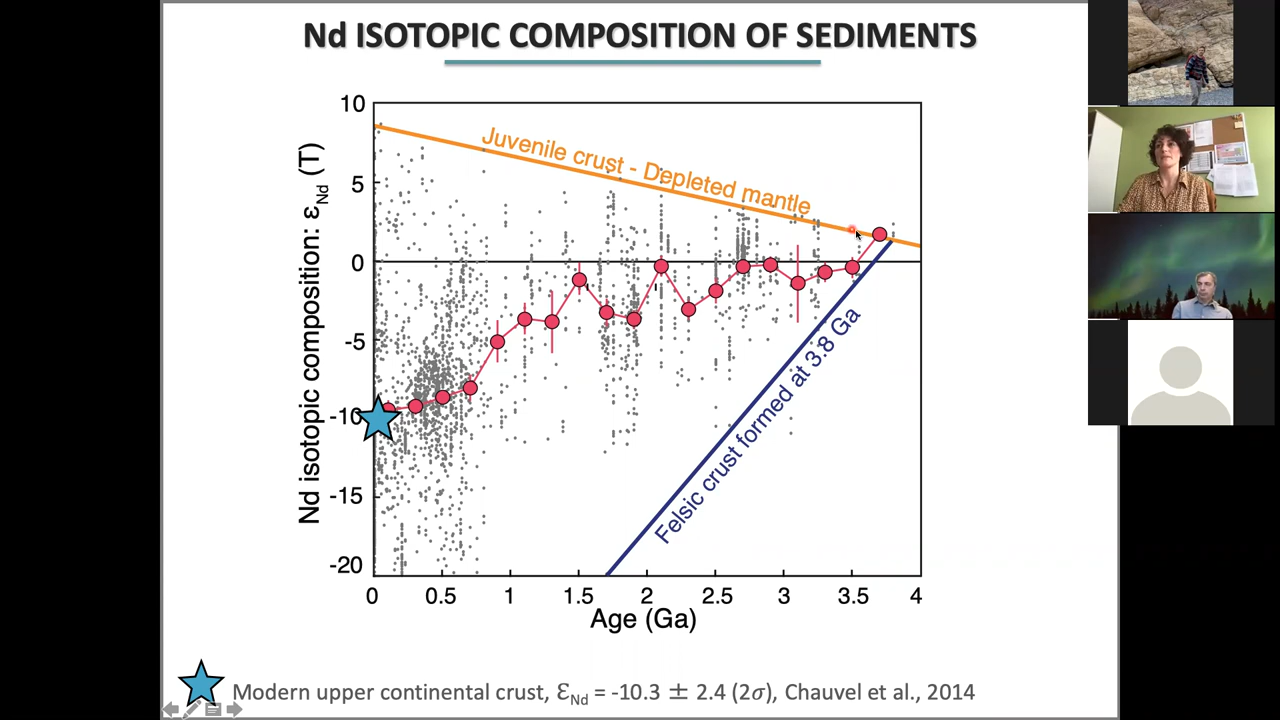 Nd ISOTOPIC COMPOSITION OF SEDIMENTS
Nd isotopic composition: εNd (T)
10
5
0
-5
-10
-15
-20
Juvenile crust - Depleted mantle
Felsic crust formed at 3.8 Ga
0 0.5 1 1.5 2 2.5 3 3.5 4
Age (Ga)
Modern upper continental crust, ƐNd = -10.3 ± 2.4 (2σ), Chauvel et al., 2014